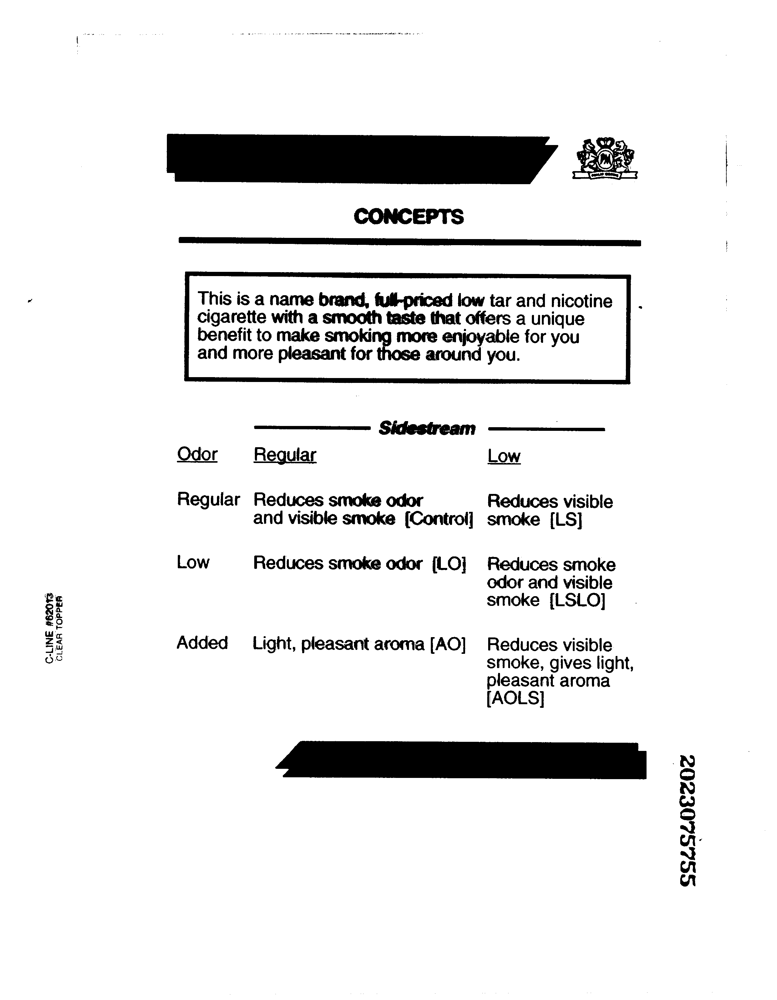 CONCEPTS
This is a name brand, full-priced low tar and nicotine
cigarette with a smooth taste that offers a unique
benefit to make smoking more enjoyable for you
and more pleasant for those around you.
Sidestream
Odor Regular Low
Regular Reduces smoke odor Reduces visible
and visible smoke [Control] smoke [LS]
Low Reduces smoke odor [LO] Reduces smoke
odor and visible
smoke [LSLO]
Added Light, pleasant aroma [AO] Reduces visible
smoke, gives light,
pleasant aroma
[AOLS]
C-LINE #62013
CLEAR TOPPER
2023075755